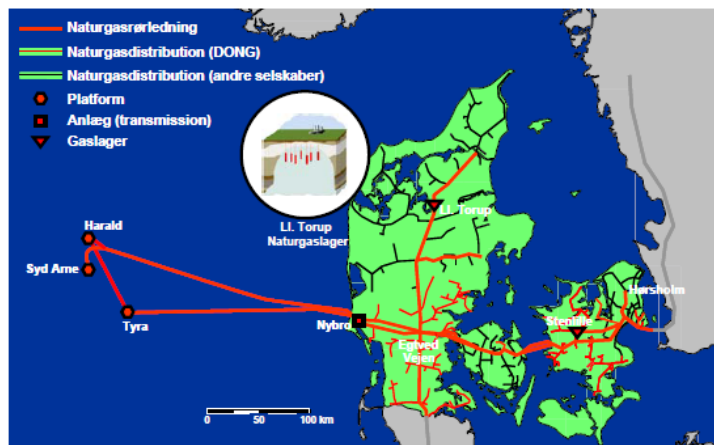 Naturgasrørledning
Naturgasdistribution (DONG)
Naturgasdistribution (andre selskaber)
Platform
Anlæg (transmission)
Gaslager
Ll. Torup
Naturgaslager
Ll. Torup
Harald
Syd Arne
Tyra
Nybro
Egtved
Vejen
Stenlille
Hørsholm
0 50 100 km